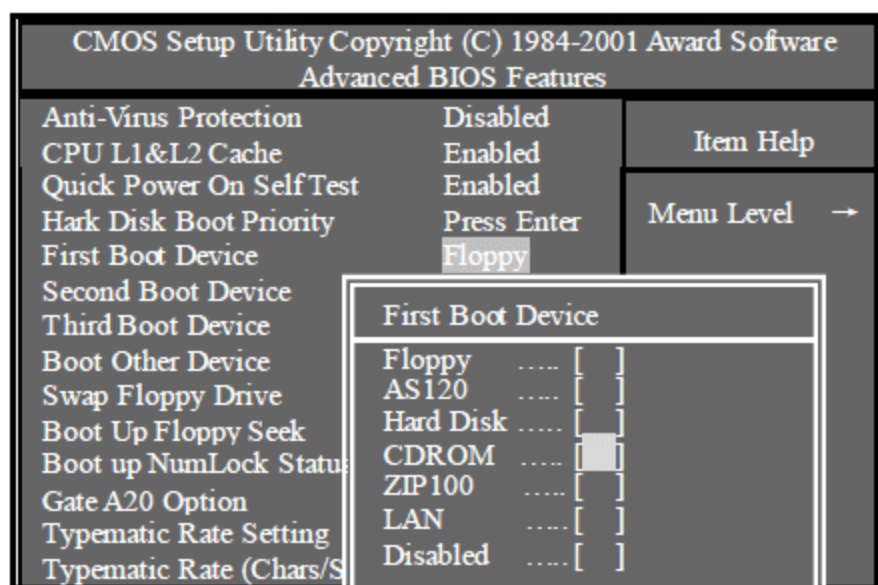 CMOS Setup Utility Copyright (C) 1984-2001 Award Software
Advanced BIOS Features
Anti-Virus Protection Disabled
CPU L1&L2 Cache Enabled
Quick Power On Self Test Enabled
Hark Disk Boot Priority Press Enter
First Boot Device Floppy
Second Boot Device
Third Boot Device
Boot Other Device
Swap Floppy Drive
Boot Up Floppy Seek
Boot up NumLock Statu
Gate A20 Option
Typematic Rate Setting
Typematic Rate (Chars/S
Item Help
Menu Level →
First Boot Device
Floppy ..... [ ]
AS120 ..... [ ]
Hard Disk ..... [ ]
CDROM ..... [ ]
ZIP100 ..... [ ]
LAN ..... [ ]
Disabled ..... [ ]